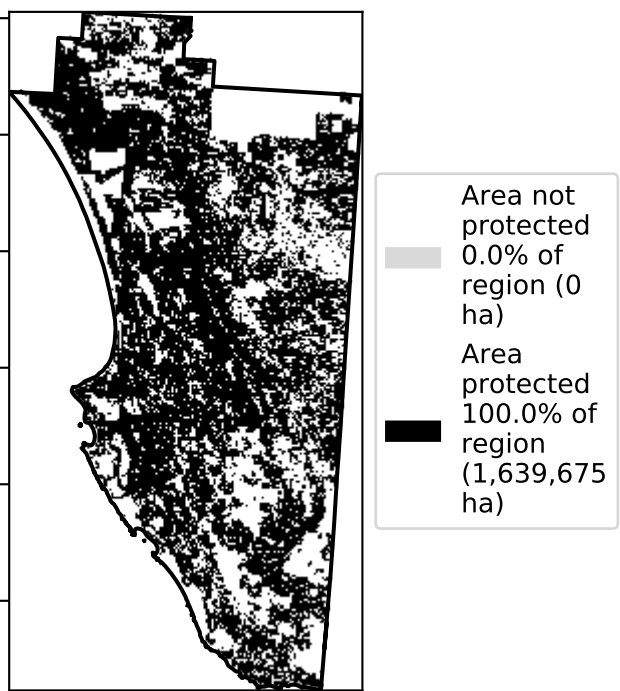 Area not
protected
0.0% of
region (0
ha)
Area
protected
100.0% of
region
(1,639,675
ha)